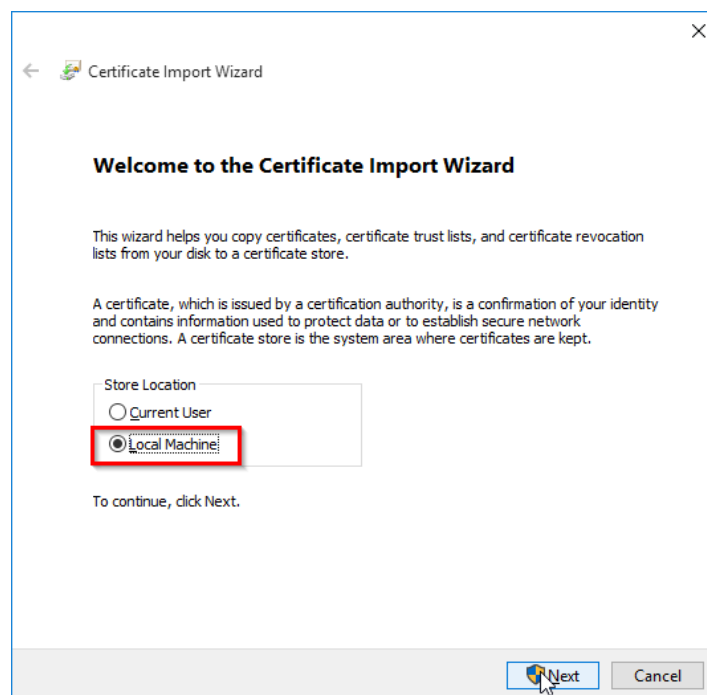 Certificate Import Wizard
Welcome to the Certificate Import Wizard
This wizard helps you copy certificates, certificate trust lists, and certificate revocation
lists from your disk to a certificate store.
A certificate, which is issued by a certification authority, is a confirmation of your identity
and contains information used to protect data or to establish secure network
connections. A certificate store is the system area where certificates are kept.
Store Location
Current User
Local Machine
To continue, click Next.
Next
Cancel